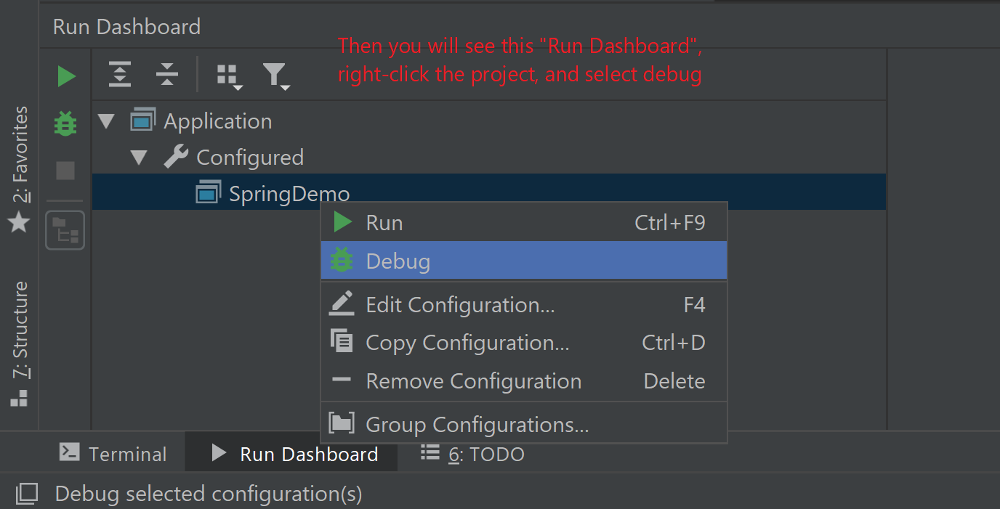 Run Dashboard
Then you will see this "Run Dashboard",
right-click the project, and select debug
2: Favorites
7: Structure
Application
Configured
SpringDemo
Run Ctrl+F9
Debug
Edit Configuration... F4
Copy Configuration... Ctrl+D
Remove Configuration Delete
Group Configurations...
Terminal Run Dashboard 6: TODO
Debug selected configuration(s)